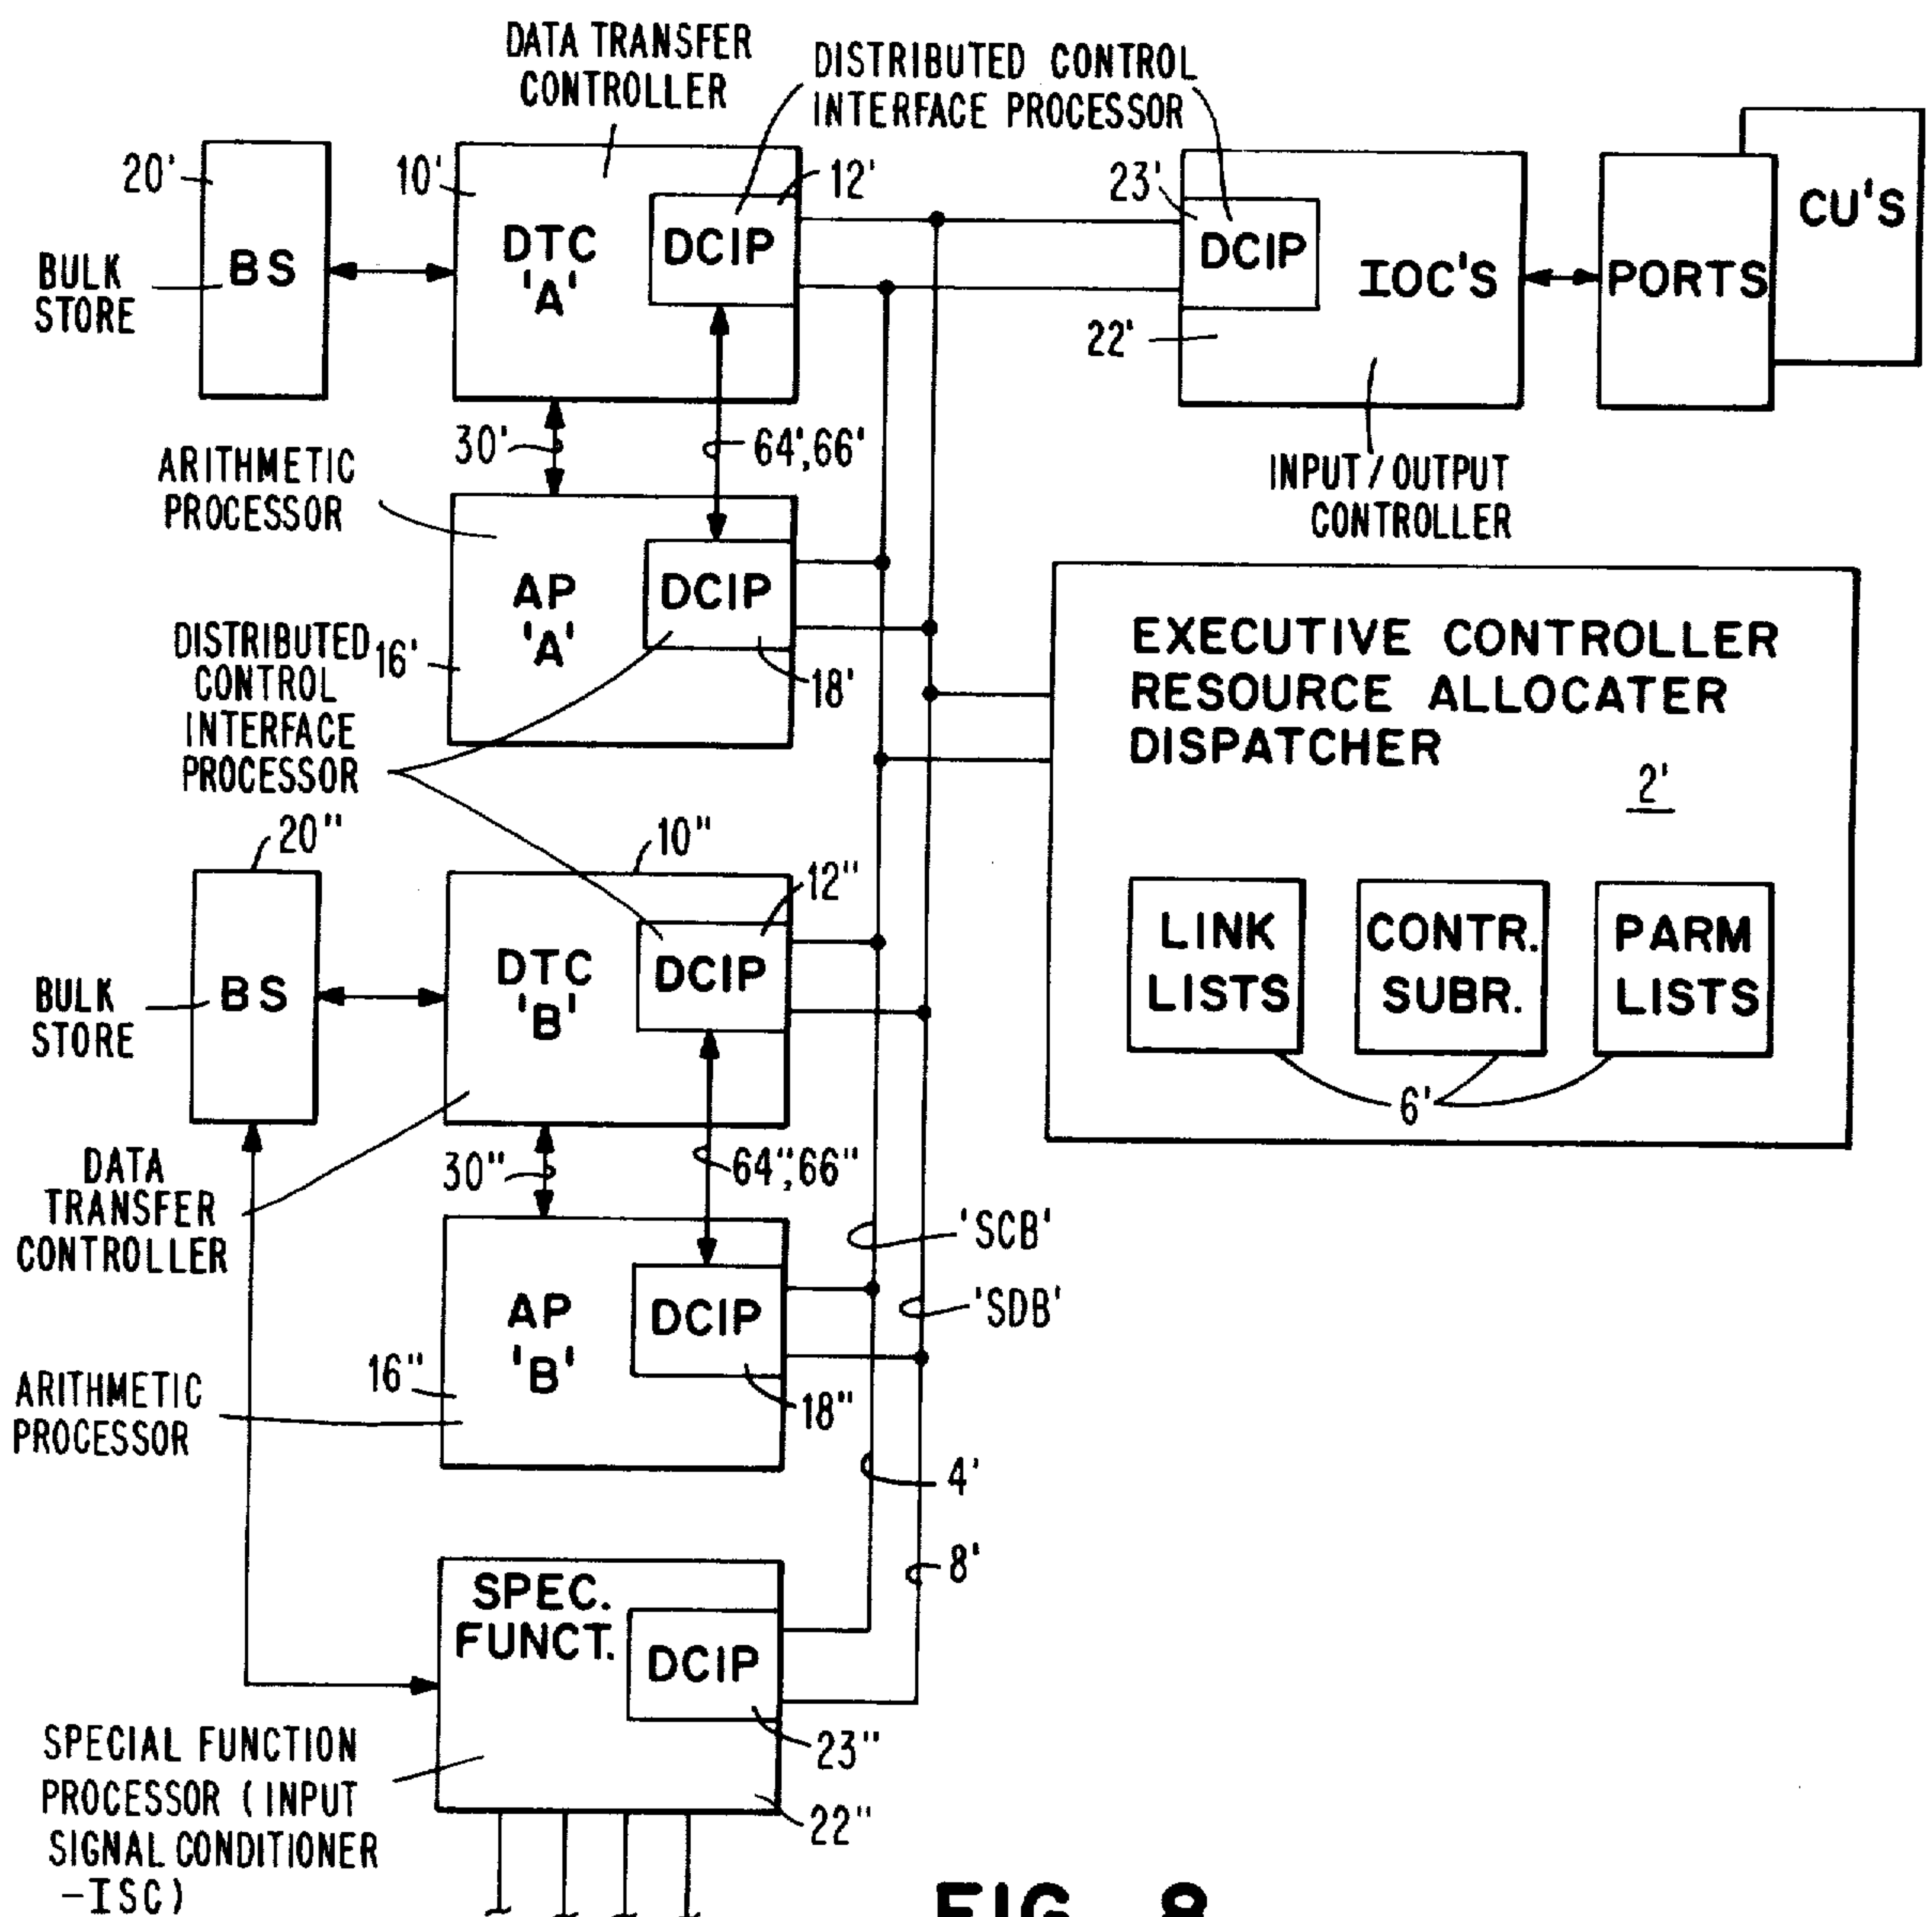 DATA TRANSFER
CONTROLLER
DISTRIBUTED CONTROL
INTERFACE PROCESSOR
20'
BS
BULK
STORE
10'
DTC
'A'
DCIP
12'
23'
DCIP
IOC'S
22'
PORTS
CU'S
INPUT/OUTPUT
CONTROLLER
30'
64',66'
ARITHMETIC
PROCESSOR
AP
'A'
DCIP
16'
18'
DISTRIBUTED
CONTROL
INTERFACE
PROCESSOR
EXECUTIVE CONTROLLER
RESOURCE ALLOCATER
DISPATCHER
2'
LINK
LISTS
CONTR.
SUBR.
PARM
LISTS
6'
20"
BS
BULK
STORE
10"
DTC
'B'
DCIP
12"
DATA
TRANSFER
CONTROLLER
30"
64",66"
'SCB'
'SDB'
AP
'B'
DCIP
16"
18"
ARITHMETIC
PROCESSOR
4'
8'
SPEC.
FUNCT.
DCIP
23"
22"
SPECIAL FUNCTION
PROCESSOR (INPUT
SIGNAL CONDITIONER
-ISC)
FIG. 8